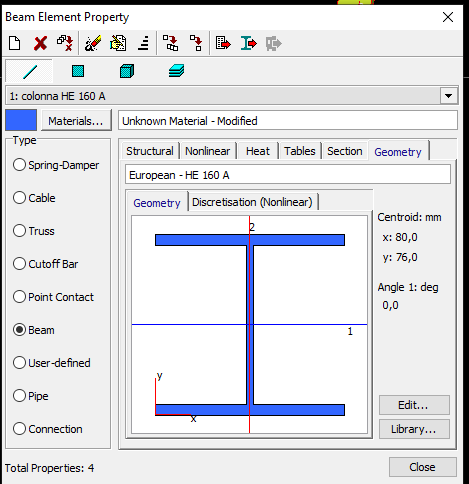 Beam Element Property
1: colonna HE 160 A
Materials...
Unknown Material - Modified
Type
Spring-Damper
Cable
Truss
Cutoff Bar
Point Contact
Beam
User-defined
Pipe
Connection
Structural Nonlinear Heat Tables Section Geometry
European - HE 160 A
Geometry Discretisation (Nonlinear)
2
1
y
x
Centroid: mm
x: 80,0
y: 76,0
Angle 1: deg
0,0
Edit...
Library...
Total Properties: 4
Close